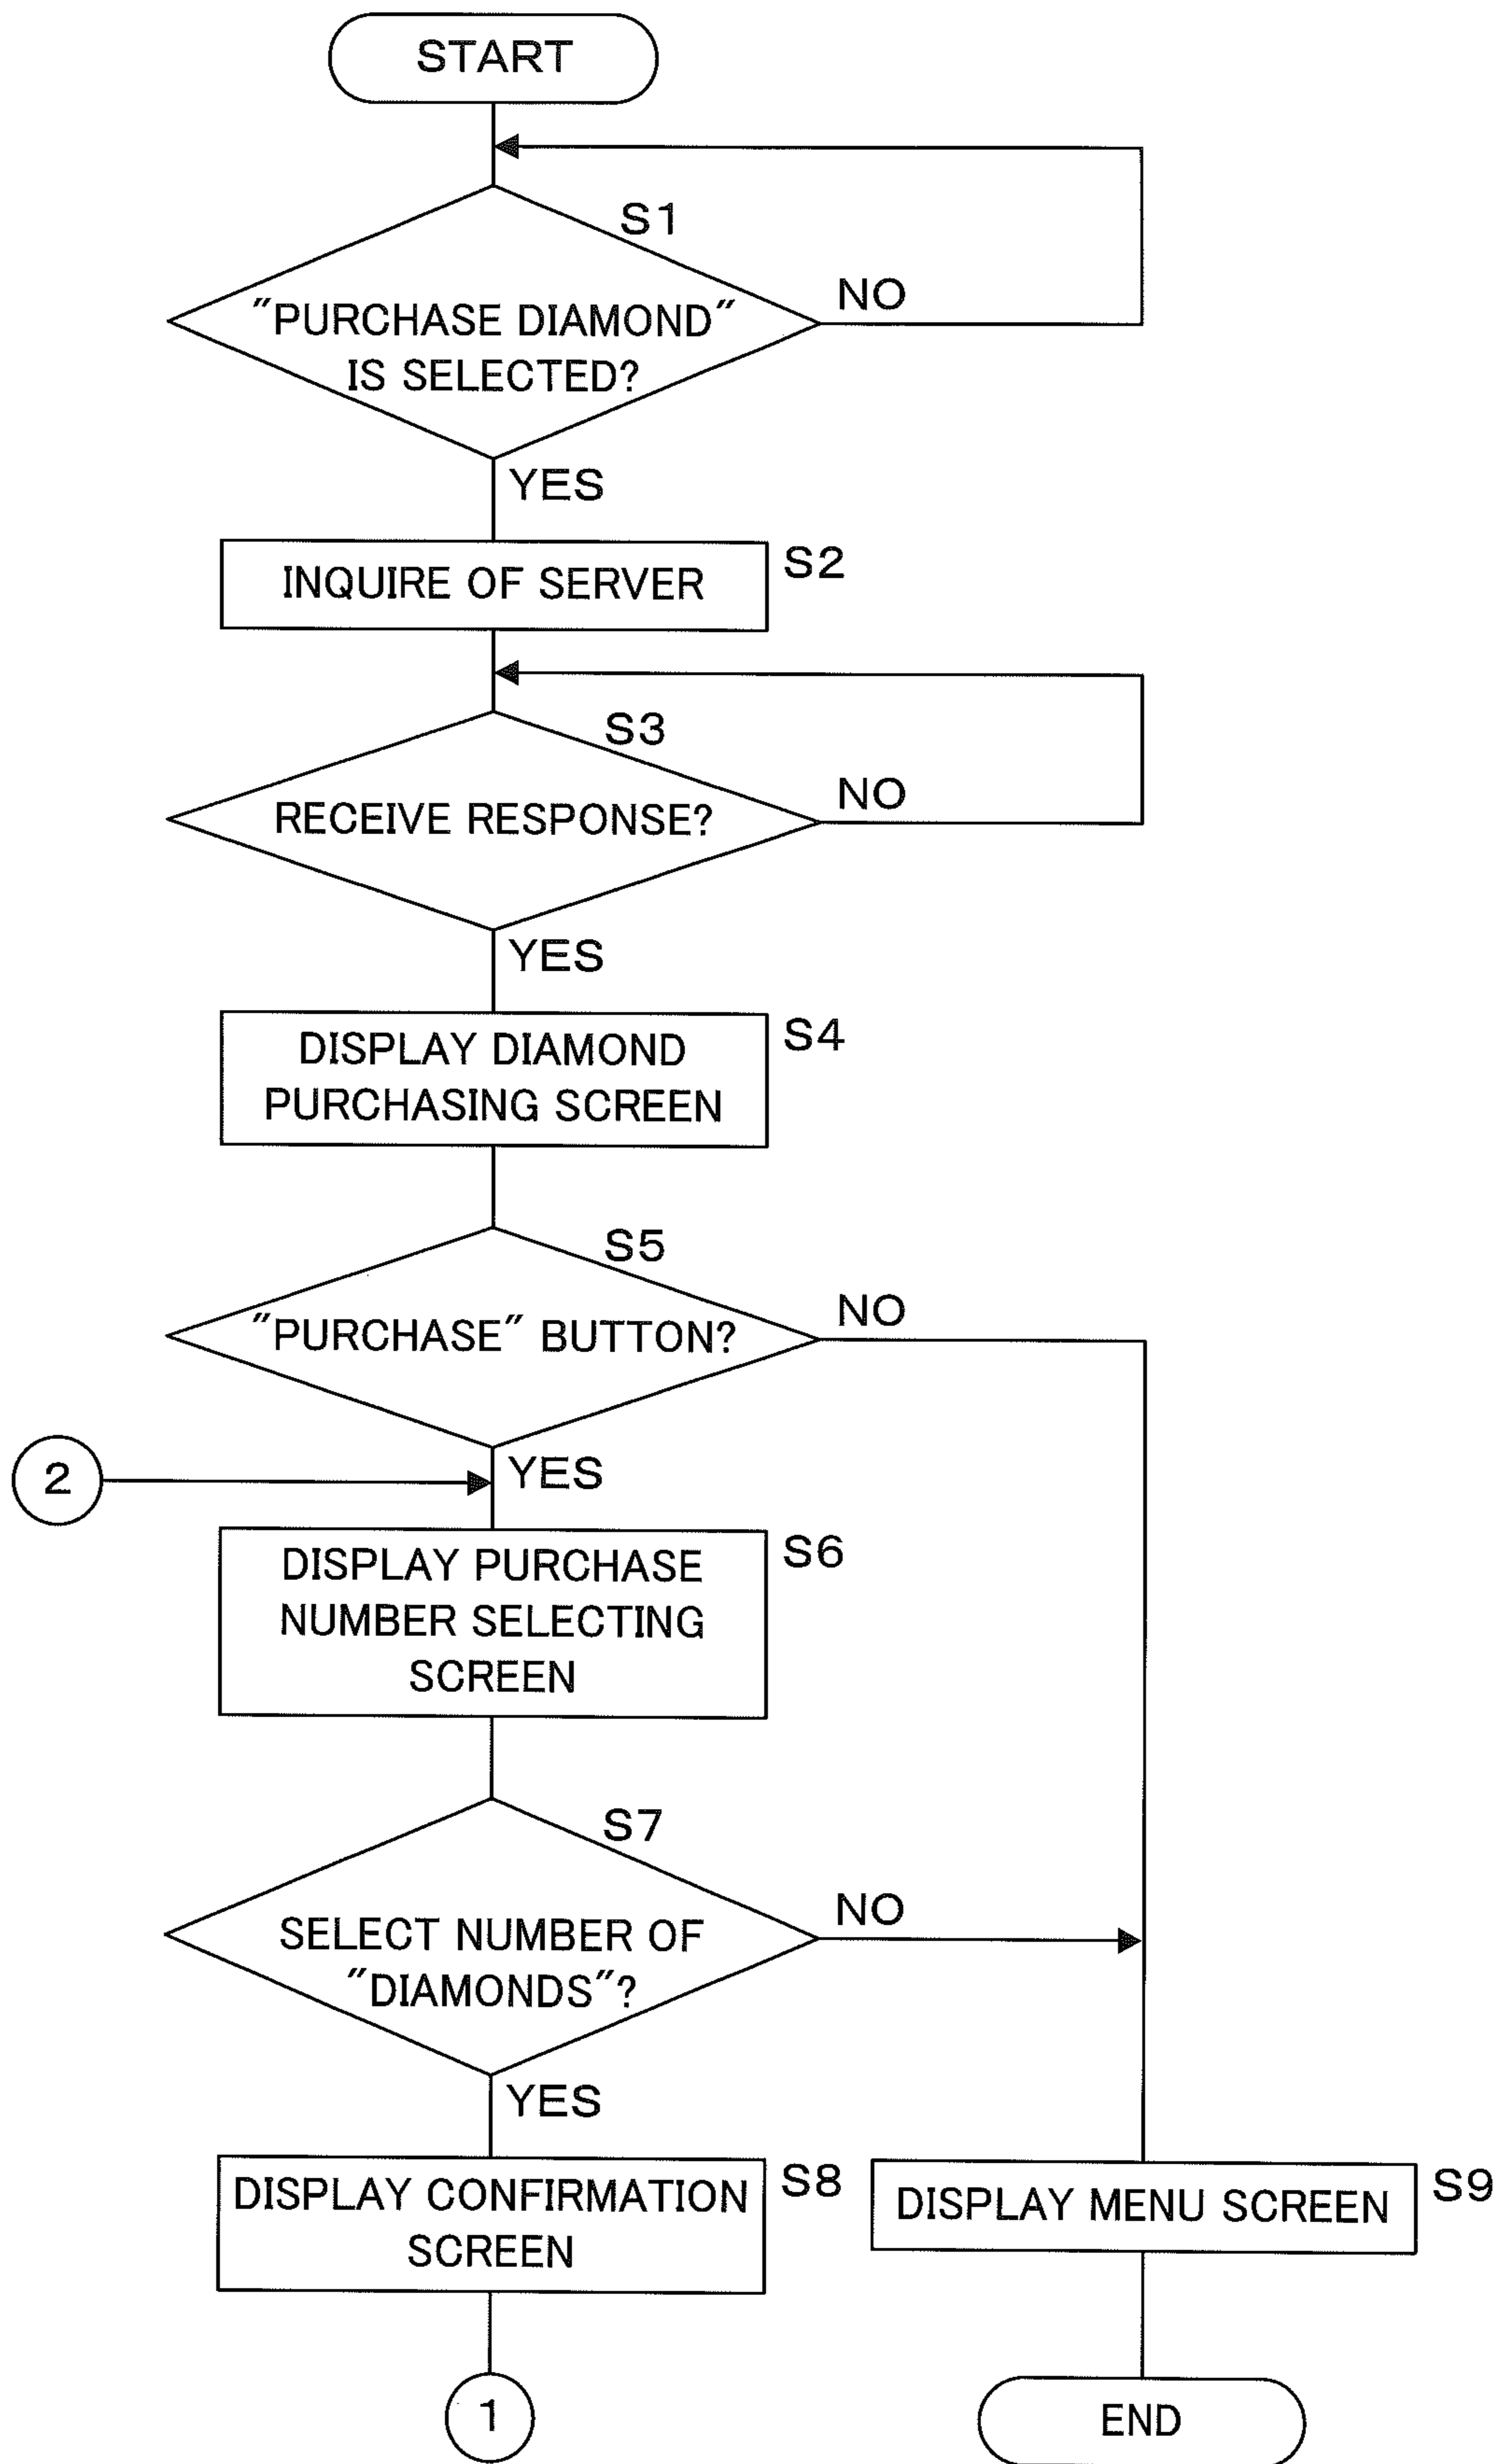 START
S1
"PURCHASE DIAMOND"
IS SELECTED?
NO
YES
INQUIRE OF SERVER
S2
S3
RECEIVE RESPONSE?
NO
YES
DISPLAY DIAMOND
PURCHASING SCREEN
S4
S5
"PURCHASE" BUTTON?
NO
2
YES
DISPLAY PURCHASE
NUMBER SELECTING
SCREEN
S6
S7
SELECT NUMBER OF
"DIAMONDS"?
NO
YES
DISPLAY CONFIRMATION
SCREEN
S8
DISPLAY MENU SCREEN
S9
1
END